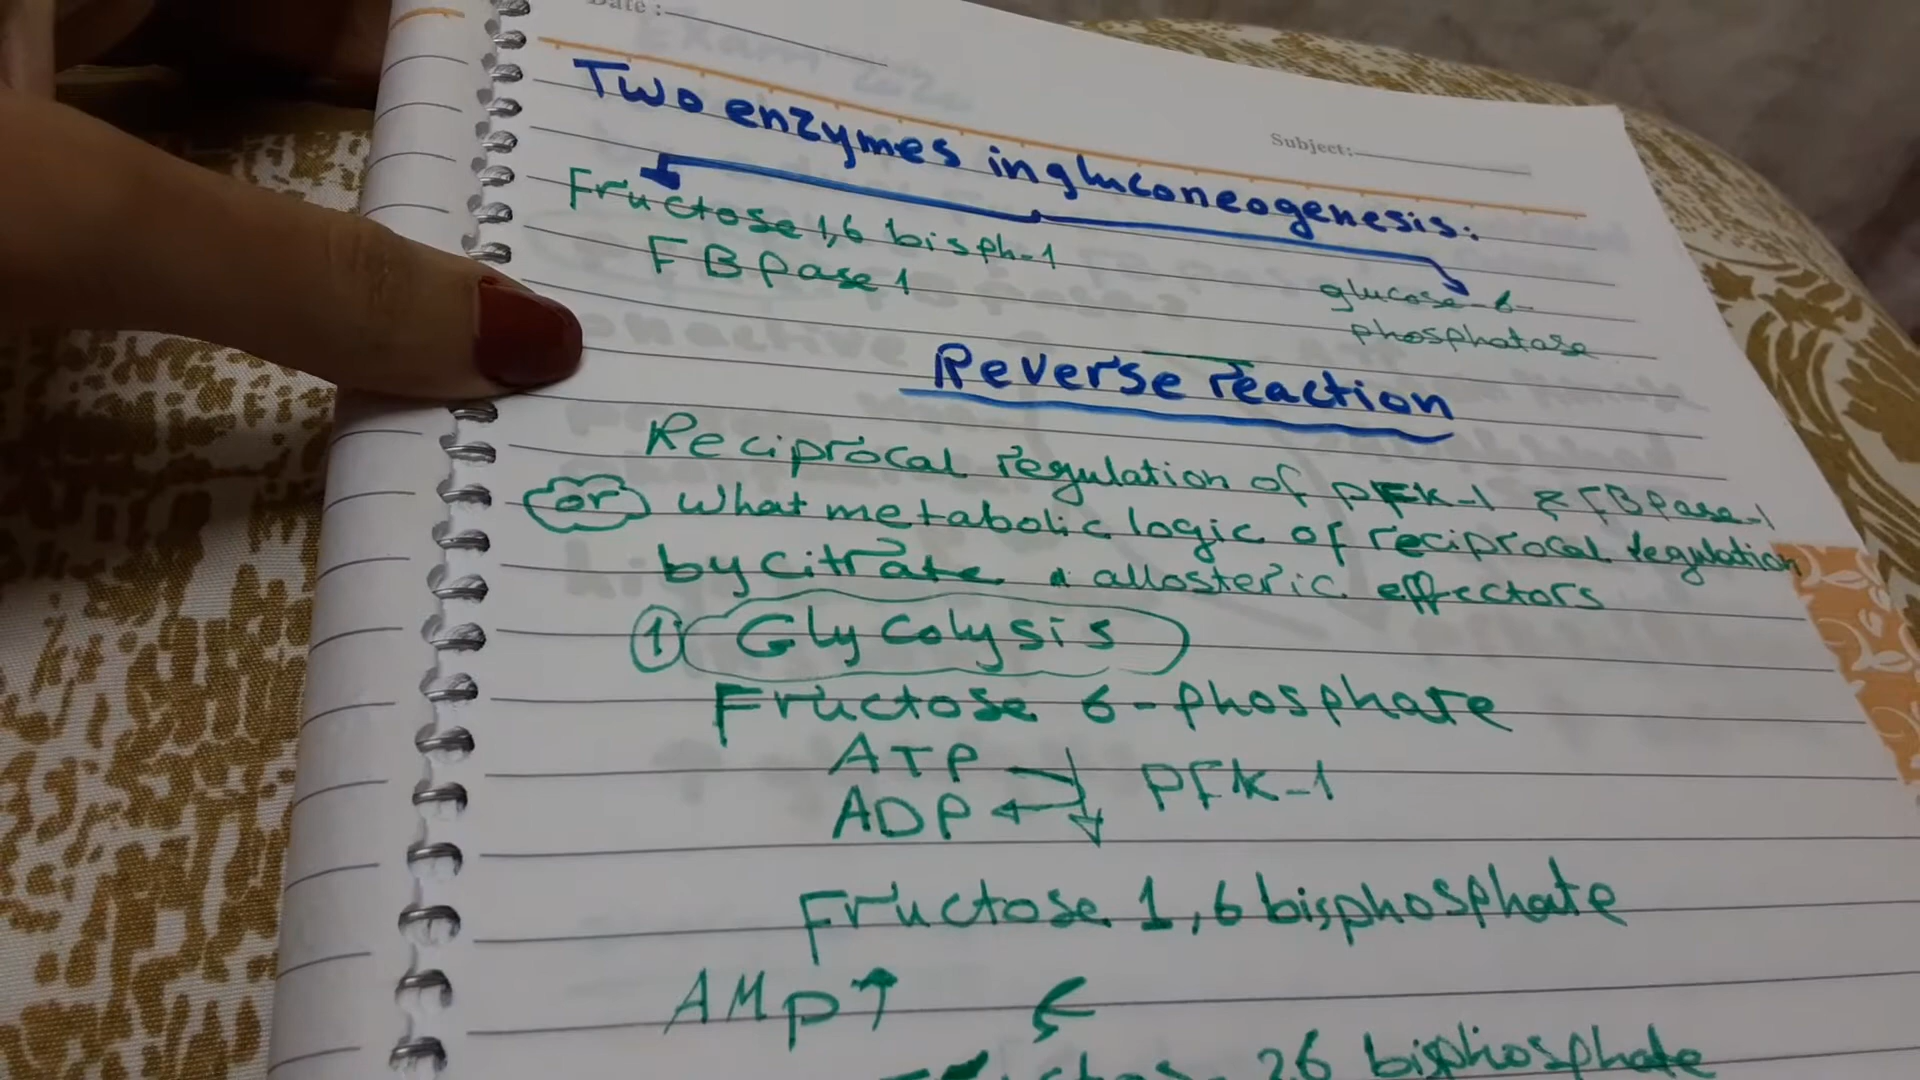 Date :
Subject:
Two enzymes in gluconeogenesis:
Fructose 1,6 bisph-1
FBpase 1
glucose-6-
phosphatase
Reverse reaction
Reciprocal regulation of PFK-1 & FBpase-1
or What metabolic logic of reciprocal regulation
by citrate allosteric effectors
1 Glycolysis
Fructose 6-phosphate
ATP
ADP
PFK-1
Fructose 1,6 bisphosphate
AMP↑
2,6 bisphosphate